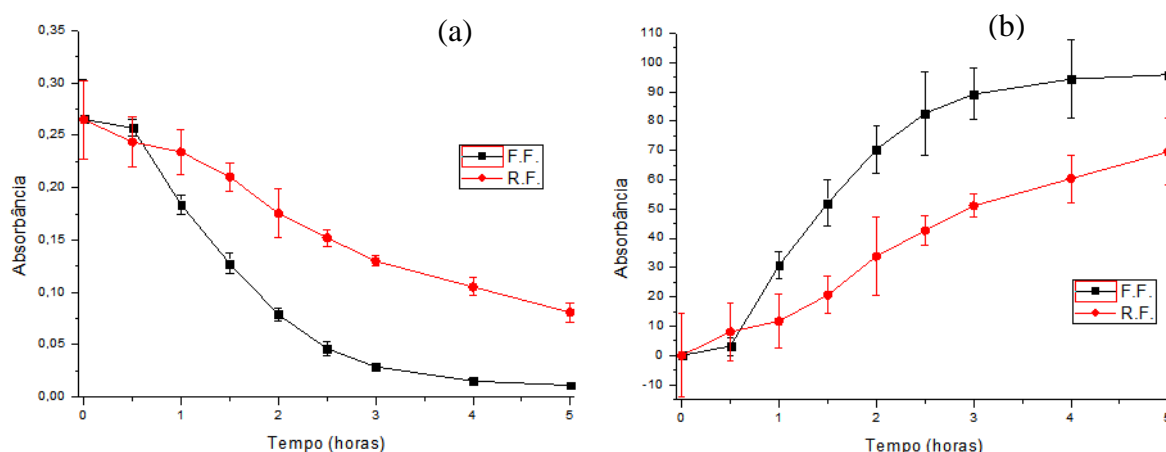 (a)
0,35
0,30
0,25
0,20
0,15
0,10
0,05
0,00
Absorbância
F.F.
R.F.
0 1 2 3 4 5
Tempo (horas)
(b)
110
100
90
80
70
60
50
40
30
20
10
0
-10
Absorbância
F.F.
R.F.
0 1 2 3 4 5
Tempo (horas)